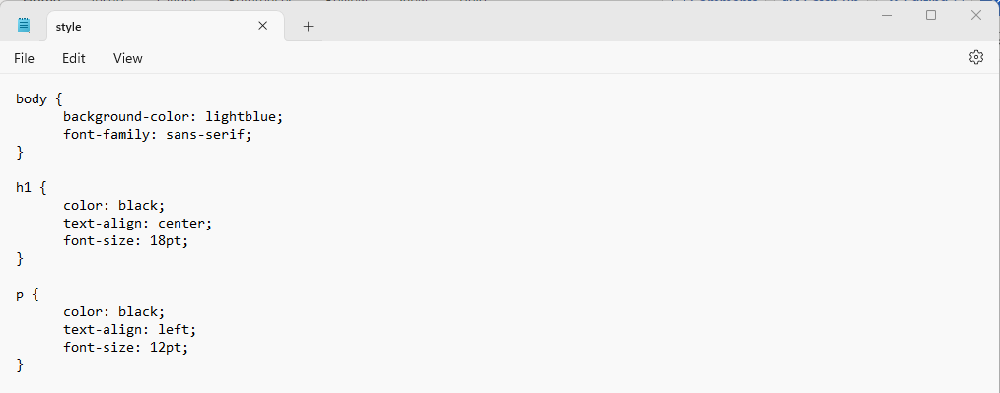 style
File Edit View
body {
background-color: lightblue;
font-family: sans-serif;
}
h1 {
color: black;
text-align: center;
font-size: 18pt;
}
p {
color: black;
text-align: left;
font-size: 12pt;
}